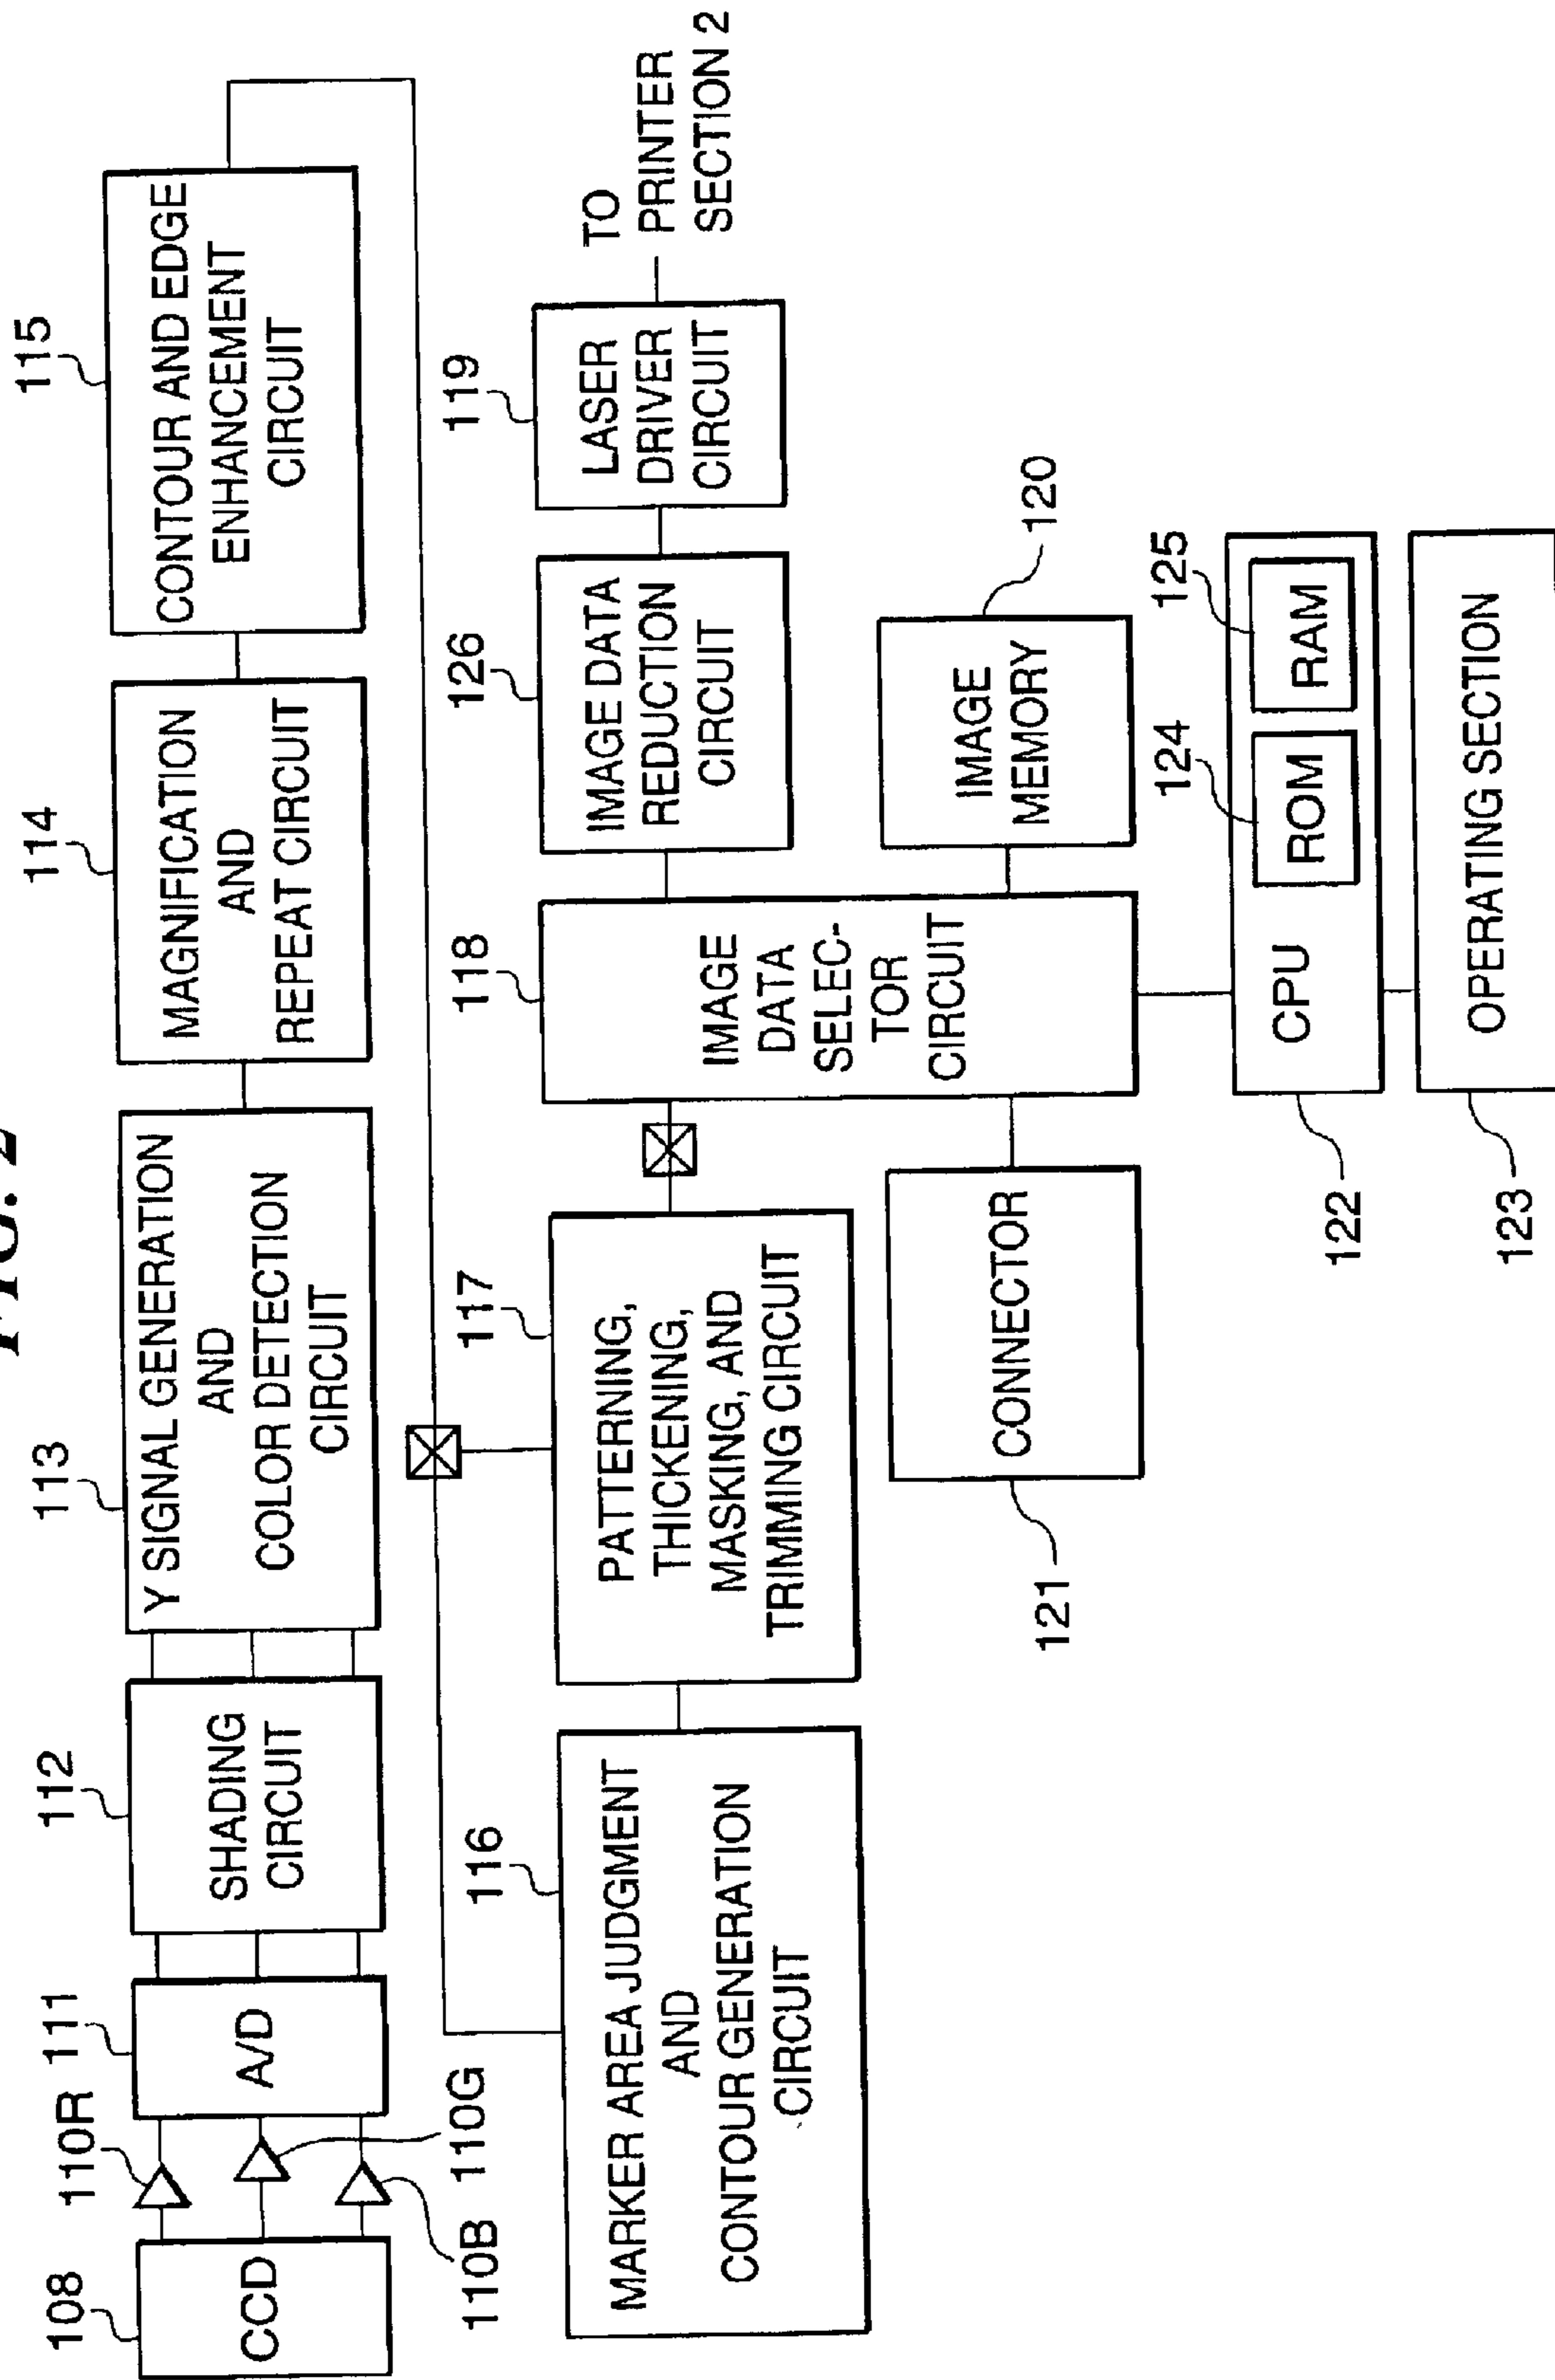 FIG. 2
108
CCD
110R
110G
110B
111
A/D
112
SHADING
CIRCUIT
113
Y SIGNAL GENERATION
AND
COLOR DETECTION
CIRCUIT
114
MAGNIFICATION
AND
REPEAT CIRCUIT
115
CONTOUR AND EDGE
ENHANCEMENT
CIRCUIT
116
MARKER AREA JUDGMENT
AND
CONTOUR GENERATION
CIRCUIT
117
PATTERNING,
THICKENING,
MASKING, AND
TRIMMING CIRCUIT
118
IMAGE
DATA
SELEC-
TOR
CIRCUIT
126
IMAGE DATA
REDUCTION
CIRCUIT
119
LASER
DRIVER
CIRCUIT
TO
PRINTER
SECTION 2
CONNECTOR
121
IMAGE
MEMORY
120
CPU
122
124
ROM
125
RAM
OPERATING SECTION
123